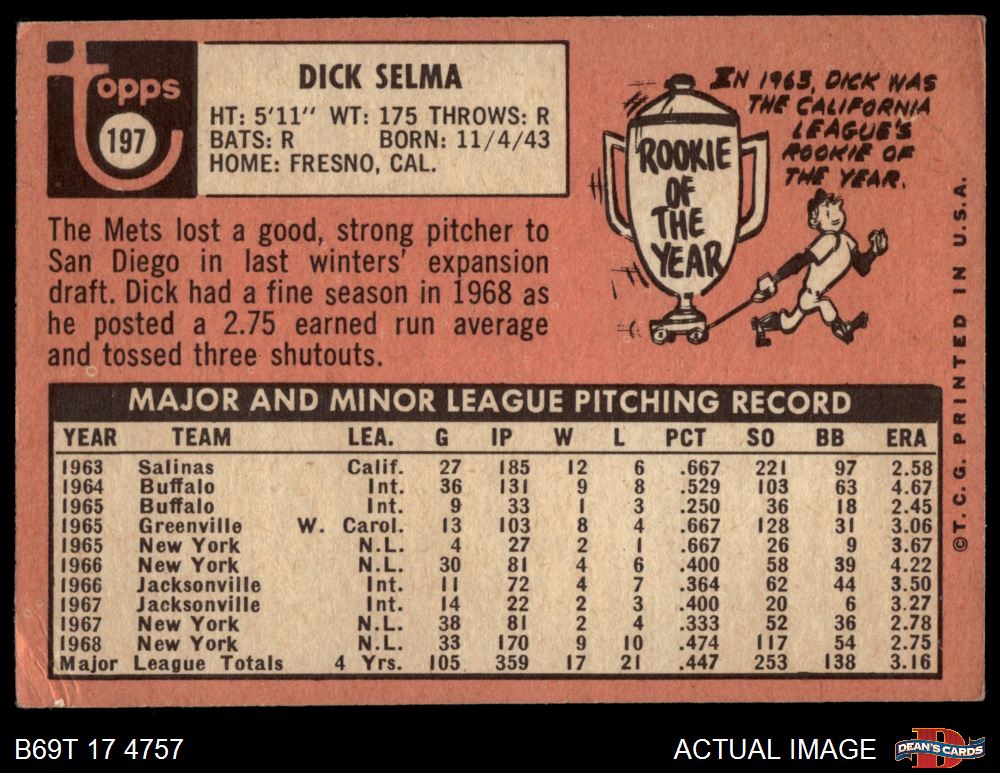 Topps
197
DICK SELMA
HT: 5'11" WT: 175 THROWS: R
BATS: R BORN: 11/4/43
HOME: FRESNO, CAL.
The Mets lost a good, strong pitcher to
San Diego in last winters' expansion
draft. Dick had a fine season in 1968 as
he posted a 2.75 earned run average
and tossed three shutouts.
IN 1963, DICK WAS
THE CALIFORNIA
LEAGUE'S
ROOKIE OF
THE YEAR.
ROOKIE
OF
THE
YEAR
MAJOR AND MINOR LEAGUE PITCHING RECORD
YEAR TEAM LEA. G IP W L PCT SO BB ERA
1963 Salinas Calif. 27 185 12 6 .667 221 97 2.58
1964 Buffalo Int. 36 131 9 8 .529 103 63 4.67
1965 Buffalo Int. 9 33 1 3 .250 36 18 2.45
1965 Greenville W. Carol. 13 103 8 4 .667 128 31 3.06
1965 New York N.L. 4 27 2 1 .667 26 9 3.67
1966 New York N.L. 30 81 4 6 .400 58 39 4.22
1966 Jacksonville Int. 11 72 4 7 .364 62 44 3.50
1967 Jacksonville Int. 14 22 2 3 .400 20 6 3.27
1967 New York N.L. 38 81 2 4 .333 52 36 2.78
1968 New York N.L. 33 170 9 10 .474 117 54 2.75
Major League Totals 4 Yrs. 105 359 17 21 .447 253 138 3.16
©T.C.G. PRINTED IN U.S.A.
B69T 17 4757
ACTUAL IMAGE
D
DEAN'S CARDS